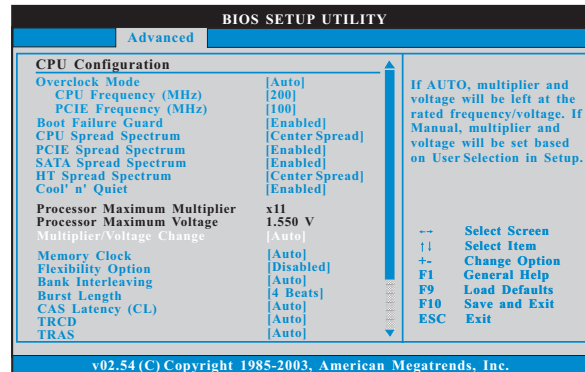 BIOS SETUP UTILITY
Advanced
CPU Configuration
Overclock Mode [Auto]
CPU Frequency (MHz) [200]
PCIE Frequency (MHz) [100]
Boot Failure Guard [Enabled]
CPU Spread Spectrum [Center Spread]
PCIE Spread Spectrum [Enabled]
SATA Spread Spectrum [Enabled]
HT Spread Spectrum [Center Spread]
Cool' n' Quiet [Enabled]
Processor Maximum Multiplier x11
Processor Maximum Voltage 1.550 V
Multiplier/Voltage Change [Auto]
Memory Clock [Auto]
Flexibility Option [Disabled]
Bank Interleaving [Auto]
Burst Length [4 Beats]
CAS Latency (CL) [Auto]
TRCD [Auto]
TRAS [Auto]
If AUTO, multiplier and
voltage will be left at the
rated frequency/voltage. If
Manual, multiplier and
voltage will be set based
on User Selection in Setup.
←→ Select Screen
↑↓ Select Item
+- Change Option
F1 General Help
F9 Load Defaults
F10 Save and Exit
ESC Exit
v02.54 (C) Copyright 1985-2003, American Megatrends, Inc.